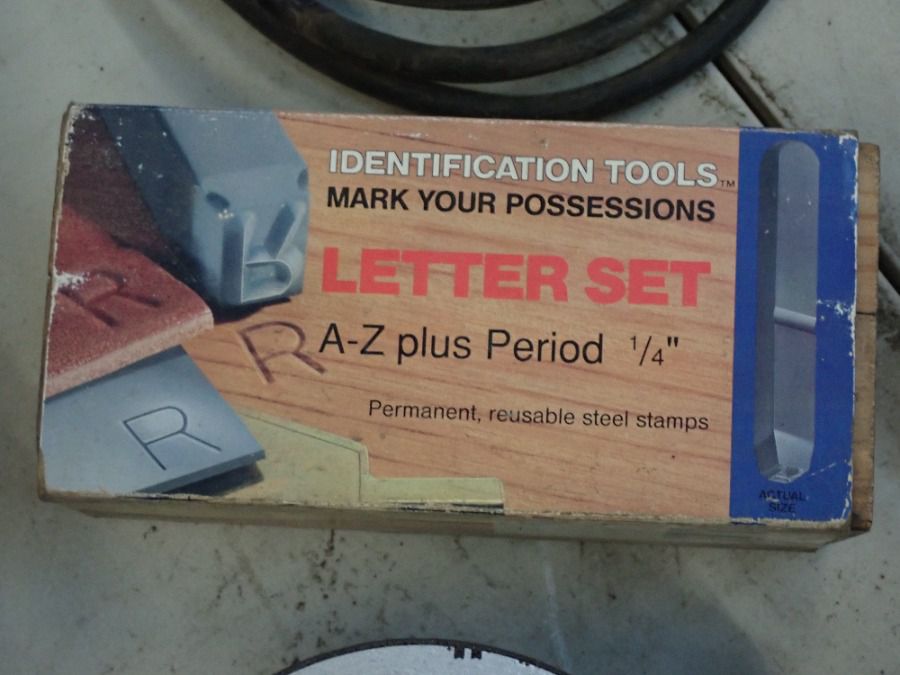 IDENTIFICATION TOOLS™
MARK YOUR POSSESSIONS
LETTER SET
A-Z plus Period 1/4"
Permanent, reusable steel stamps
R
R
R
R
ACTUAL
SIZE